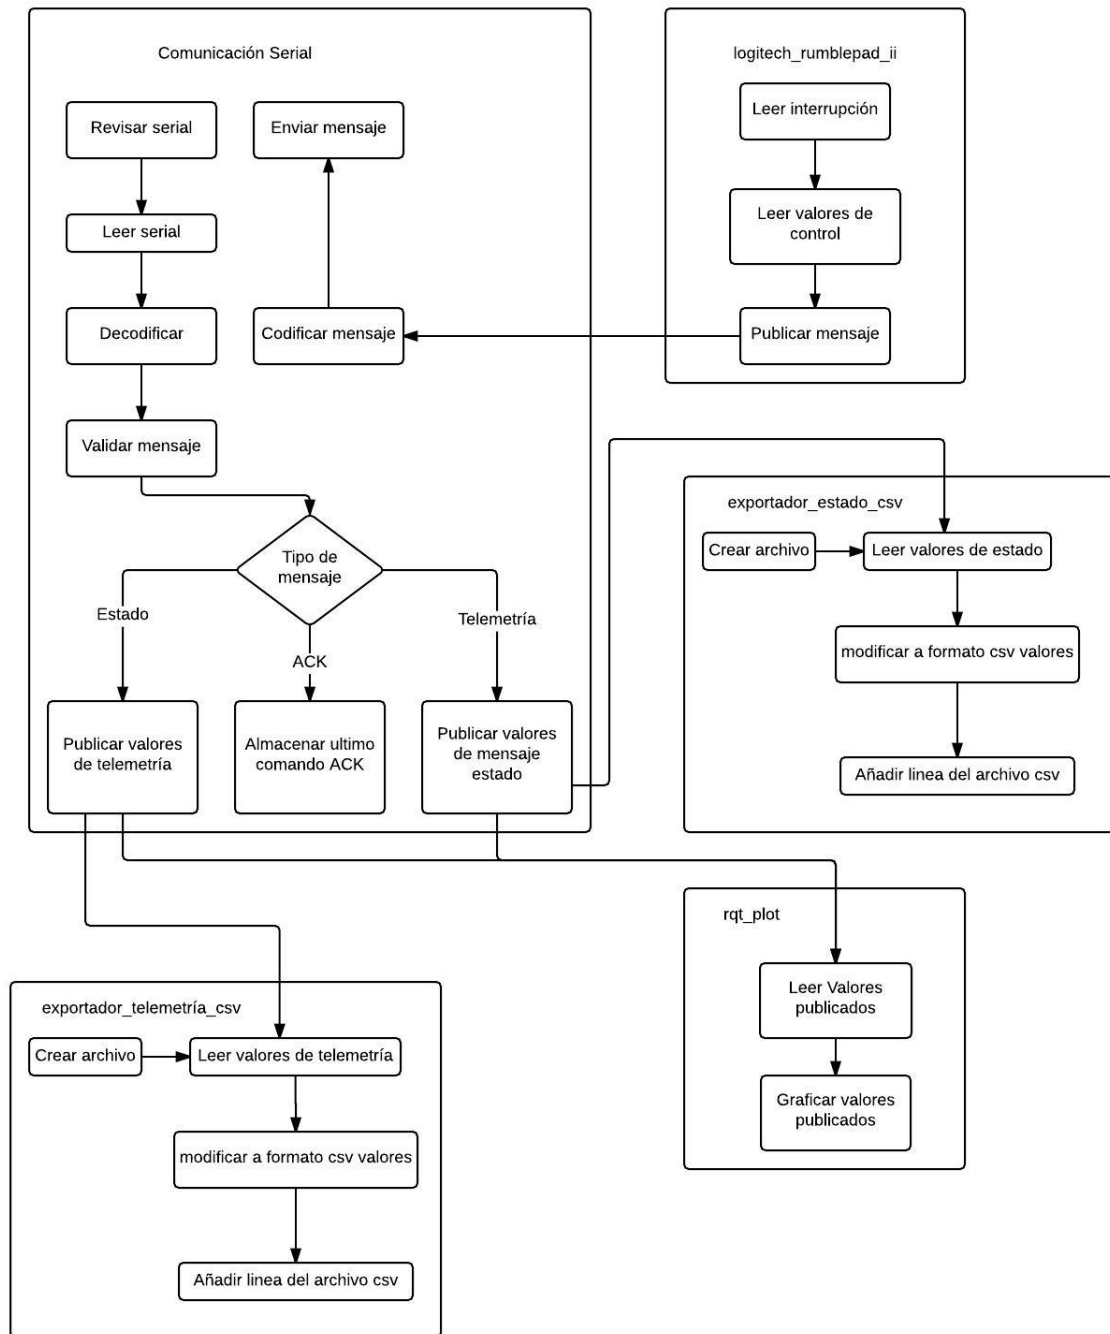 Comunicación Serial
Revisar serial
Enviar mensaje
Leer serial
Decodificar
Codificar mensaje
Validar mensaje
Tipo de
mensaje
Estado
ACK
Telemetría
Publicar valores
de telemetría
Almacenar ultimo
comando ACK
Publicar valores
de mensaje
estado
logitech_rumblepad_ii
Leer interrupción
Leer valores de
control
Publicar mensaje
exportador_estado_csv
Crear archivo
Leer valores de estado
modificar a formato csv valores
Añadir linea del archivo csv
rqt_plot
Leer Valores
publicados
Graficar valores
publicados
exportador_telemetría_csv
Crear archivo
Leer valores de telemetría
modificar a formato csv valores
Añadir linea del archivo csv